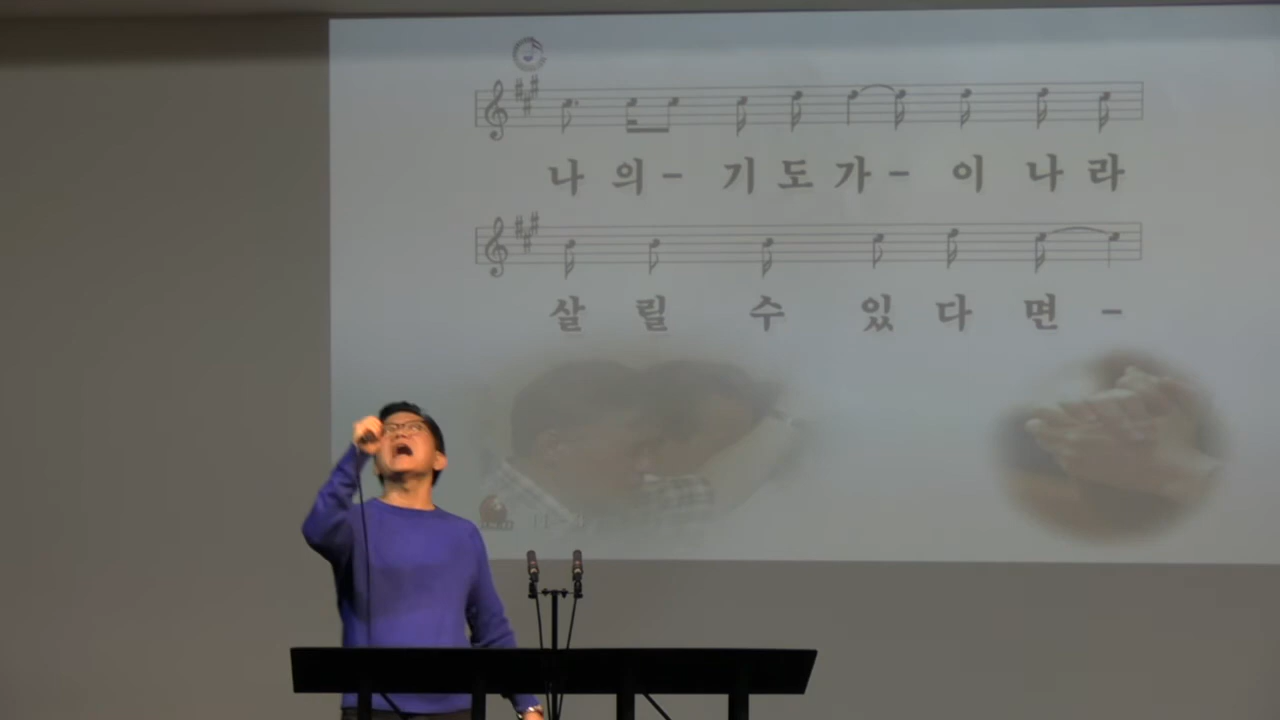 나 의- 기 도 가- 이 나 라
살 릴 수 있 다 면 -